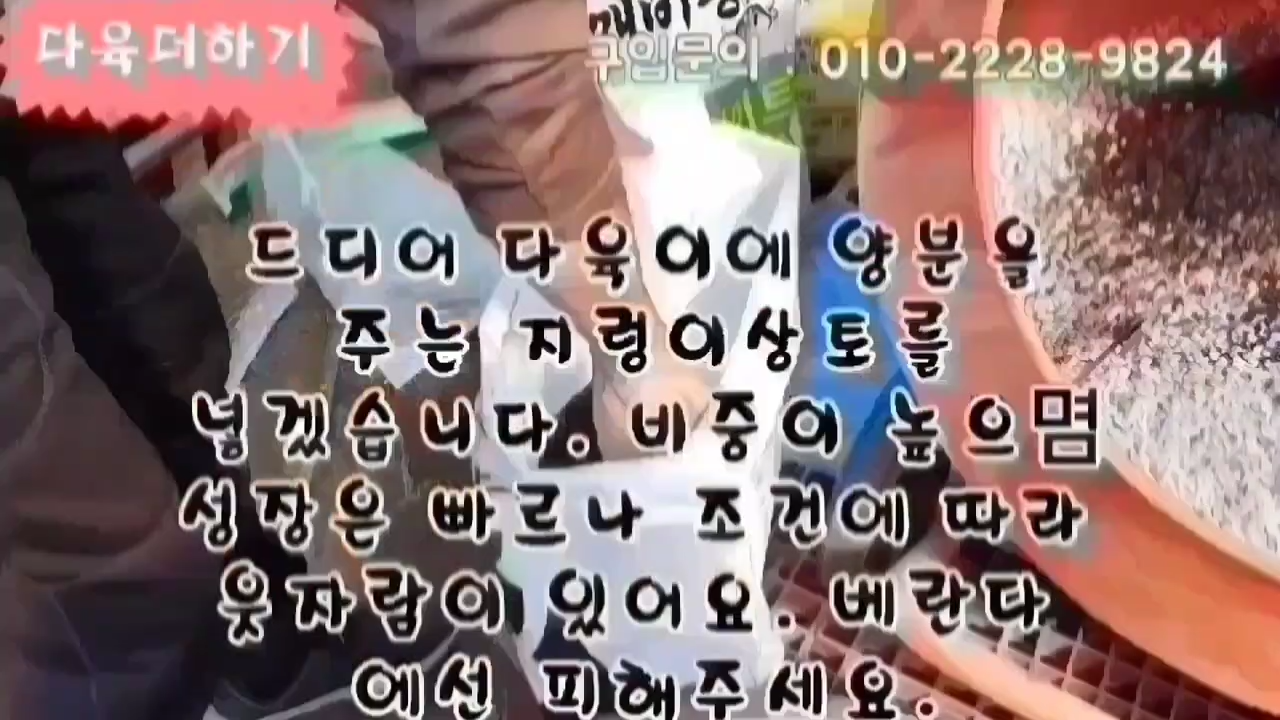 다육더하기
구입문의 : 010-2228-9824
드디어 다육이에 양분을
주는 지렁이상토를
넣겠습니다. 비중이 높으몀
성장은 빠르나 조건에 따라
웃자람이 있어요. 베란다
에선 피해주세요.